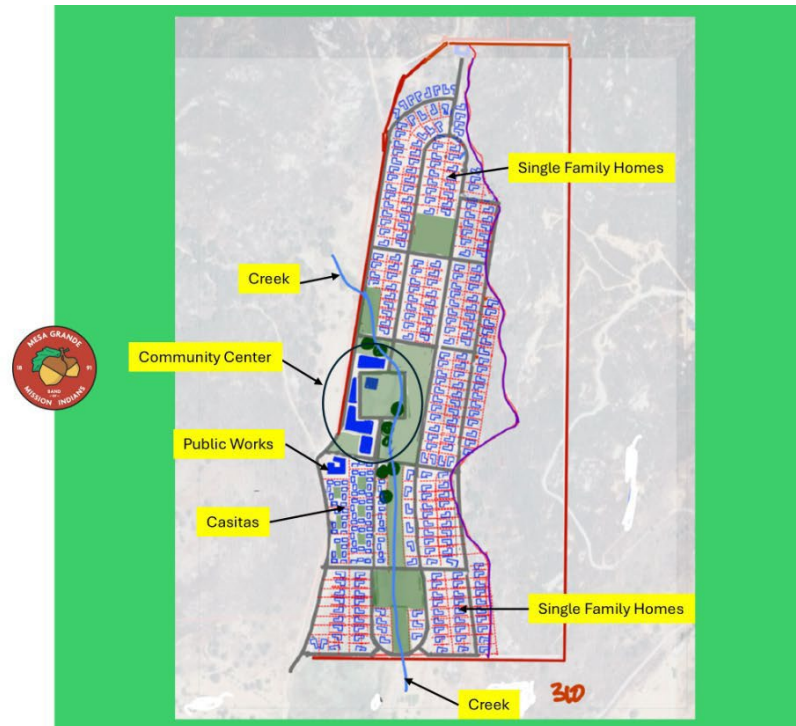 Single Family Homes
Creek
Community Center
Public Works
Casitas
Single Family Homes
Creek
310
MESA GRANDE
18 91
BAND
OF
MISSION INDIANS